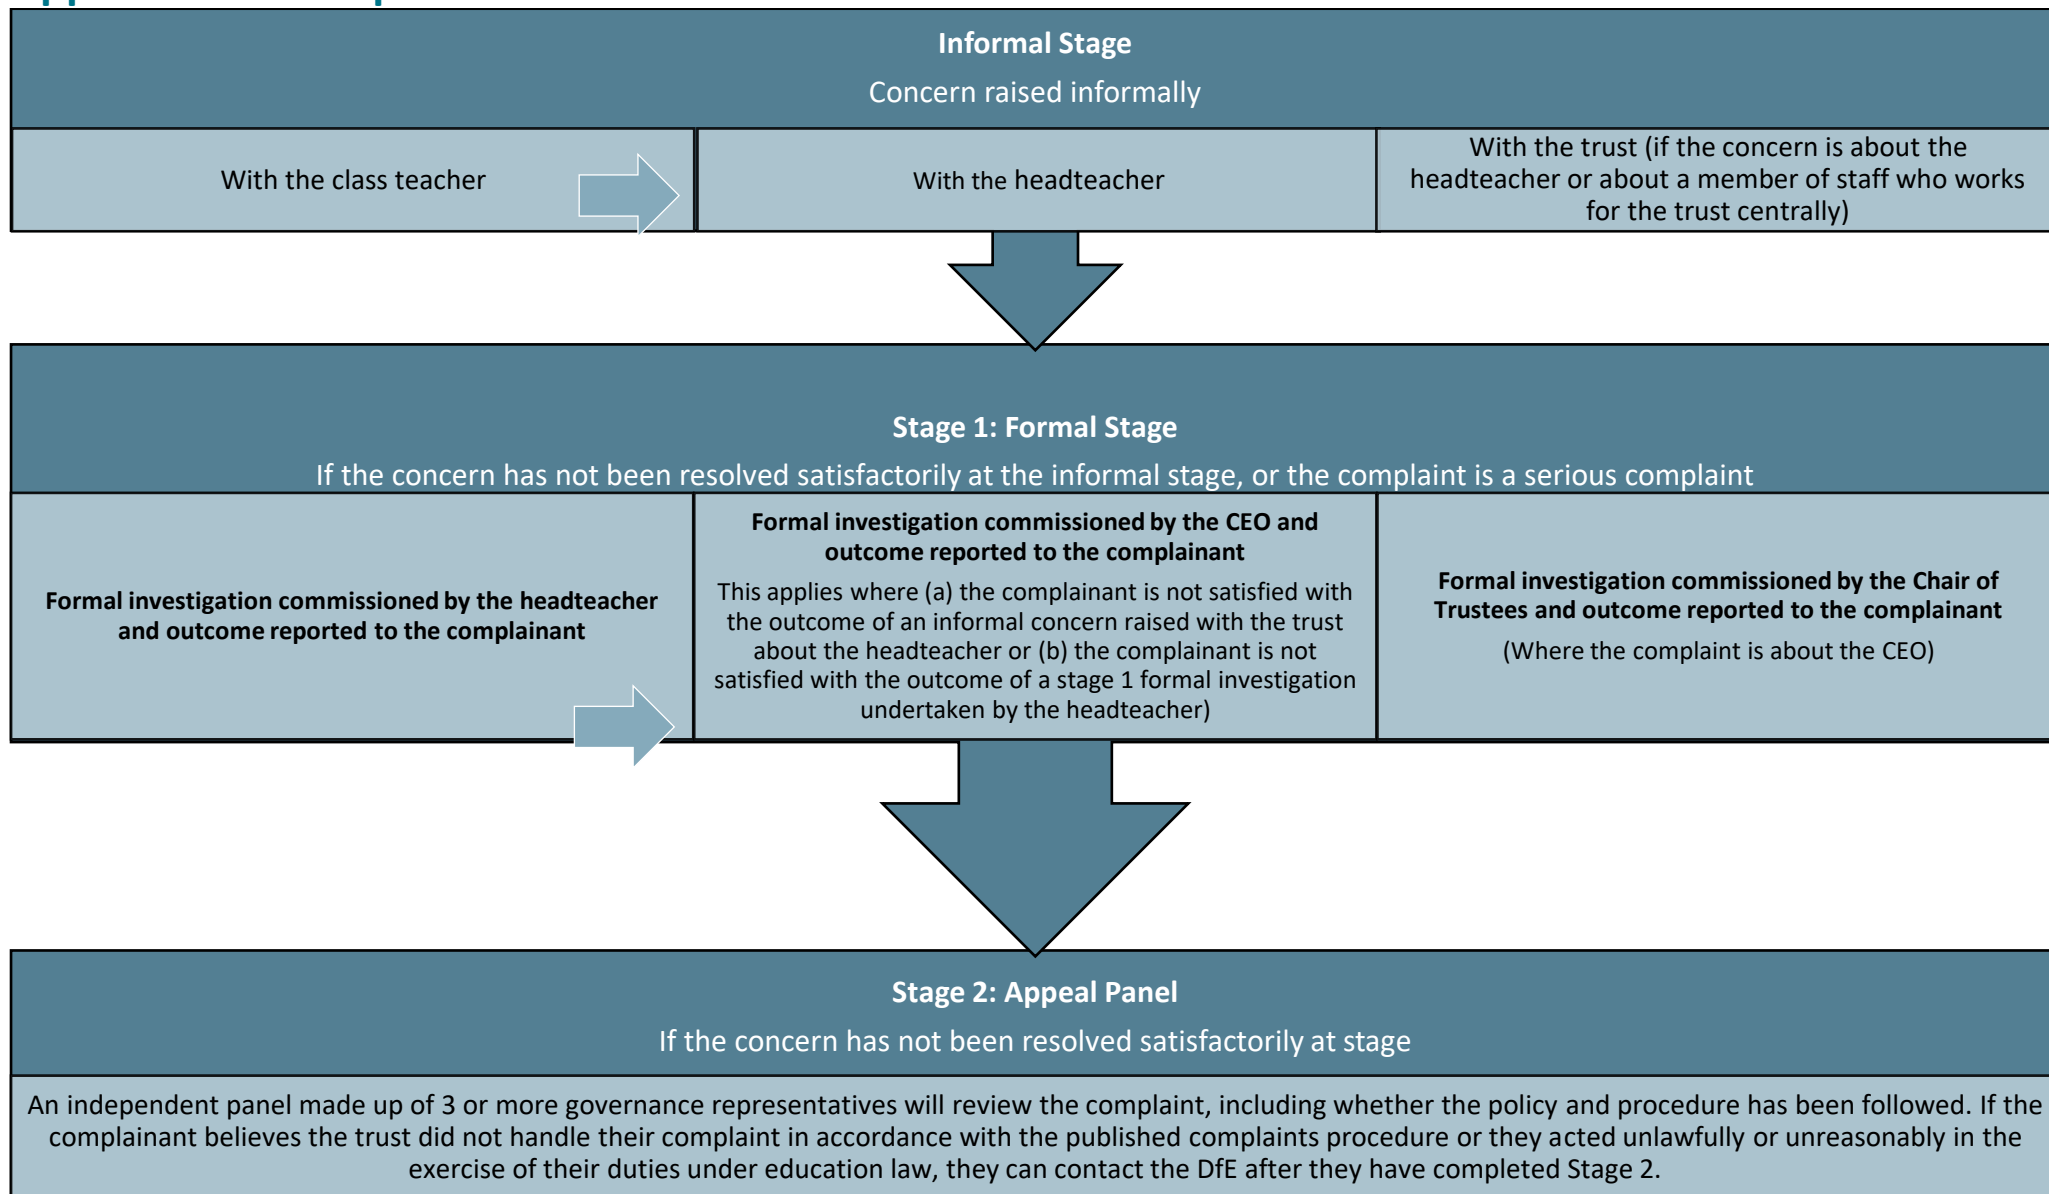 Informal Stage
Concern raised informally
With the class teacher
With the headteacher
With the trust (if the concern is about the
headteacher or about a member of staff who works
for the trust centrally)
Stage 1: Formal Stage
If the concern has not been resolved satisfactorily at the informal stage, or the complaint is a serious complaint
Formal investigation commissioned by the headteacher
and outcome reported to the complainant
Formal investigation commissioned by the CEO and
outcome reported to the complainant
This applies where (a) the complainant is not satisfied with
the outcome of an informal concern raised with the trust
about the headteacher or (b) the complainant is not
satisfied with the outcome of a stage 1 formal investigation
undertaken by the headteacher)
Formal investigation commissioned by the Chair of
Trustees and outcome reported to the complainant
(Where the complaint is about the CEO)
Stage 2: Appeal Panel
If the concern has not been resolved satisfactorily at stage
An independent panel made up of 3 or more governance representatives will review the complaint, including whether the policy and procedure has been followed. If the
complainant believes the trust did not handle their complaint in accordance with the published complaints procedure or they acted unlawfully or unreasonably in the
exercise of their duties under education law, they can contact the DfE after they have completed Stage 2.